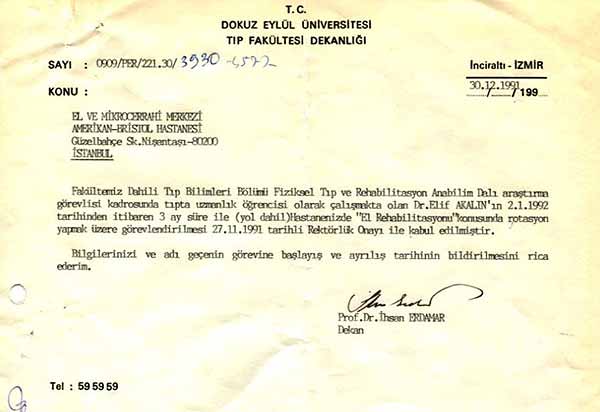 T. C.
DOKUZ EYLÜL ÜNİVERSİTESİ
TIP FAKÜLTESİ DEKANLIĞI
SAYI : 0909/PER/221.30/ 3930
İnciraltı - İZMİR
30.12.1991
/ / 199
KONU :
EL VE MİKROCERRAHİ MERKEZİ
AMERİKAN-BRİSTOL HASTANESİ
Güzelbahçe Sk.Nişantaşı-80200
İSTANBUL
Fakültemiz Dahili Tıp Bilimleri Bölümü Fiziksel Tıp ve Rehabilitasyon Anabilim Dalı araştırma
görevlisi kadrosunda tıpta uzmanlık öğrencisi olarak çalışmakta olan Dr.Elif AKALIN'ın 2.1.1992
tarihinden itibaren 3 ay süre ile (yol dahil)Hastanenizde "El Rehabilitasyonu"konusunda rotasyon
yapmak üzere görevlendirilmesi 27.11.1991 tarihli Rektörlük Onayı ile kabul edilmiştir.
Bilgilerinizi ve adı geçenin görevine başlayış ve ayrılış tarihinin bildirilmesini rica
ederim.
Prof.Dr.İhsan ERDAMAR
Dekan
Tel : 59 59 59